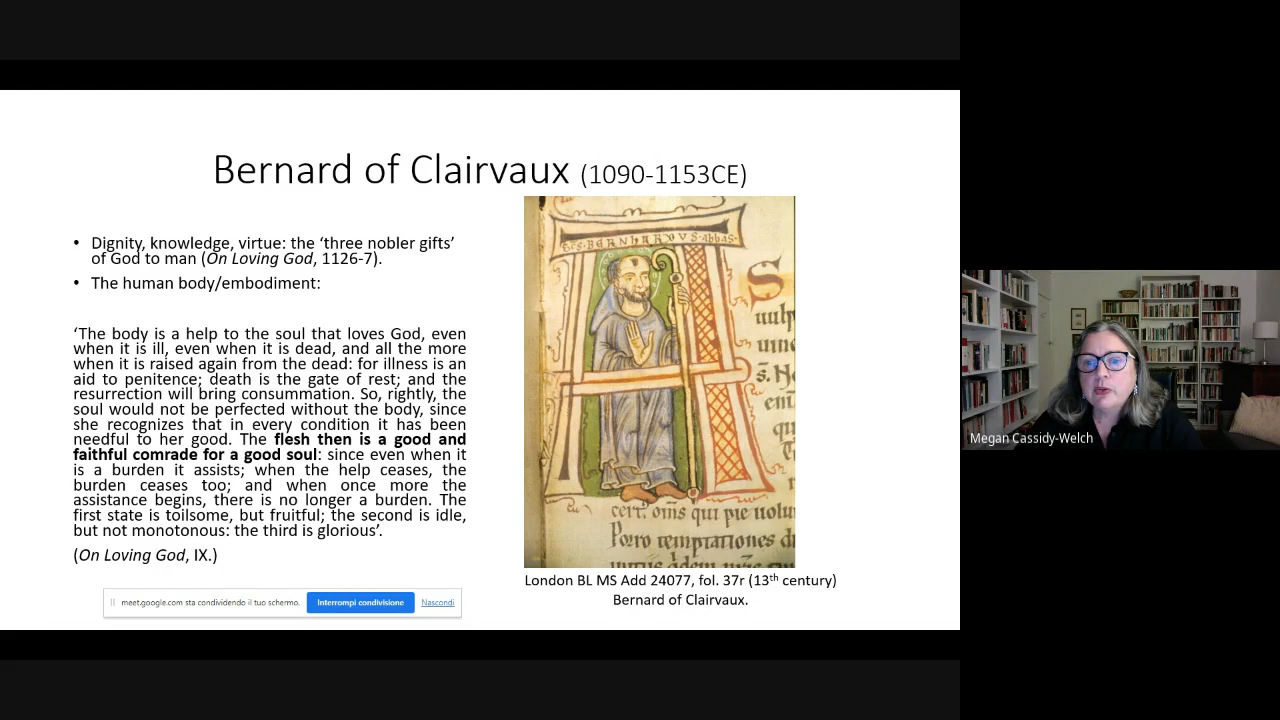 Bernard of Clairvaux (1090-1153CE)
• Dignity, knowledge, virtue: the ‘three nobler gifts’
of God to man (On Loving God, 1126-7).
• The human body/embodiment:
‘The body is a help to the soul that loves God, even
when it is ill, even when it is dead, and all the more
when it is raised again from the dead: for illness is an
aid to penitence; death is the gate of rest; and the
resurrection will bring consummation. So, rightly, the
soul would not be perfected without the body, since
she recognizes that in every condition it has been
needful to her good. The flesh then is a good and
faithful comrade for a good soul: since even when it
is a burden it assists; when the help ceases, the
burden ceases too; and when once more the
assistance begins, there is no longer a burden. The
first state is toilsome, but fruitful; the second is idle,
but not monotonous: the third is glorious’.
(On Loving God, IX.)
meet.google.com sta condividendo il tuo schermo. Interrompi condivisione Nascondi
BERNHARDVS ABBAS
S
cert. oms qui pie uolu
Porro temptationes
London BL MS Add 24077, fol. 37r (13th century)
Bernard of Clairvaux.
Megan Cassidy-Welch